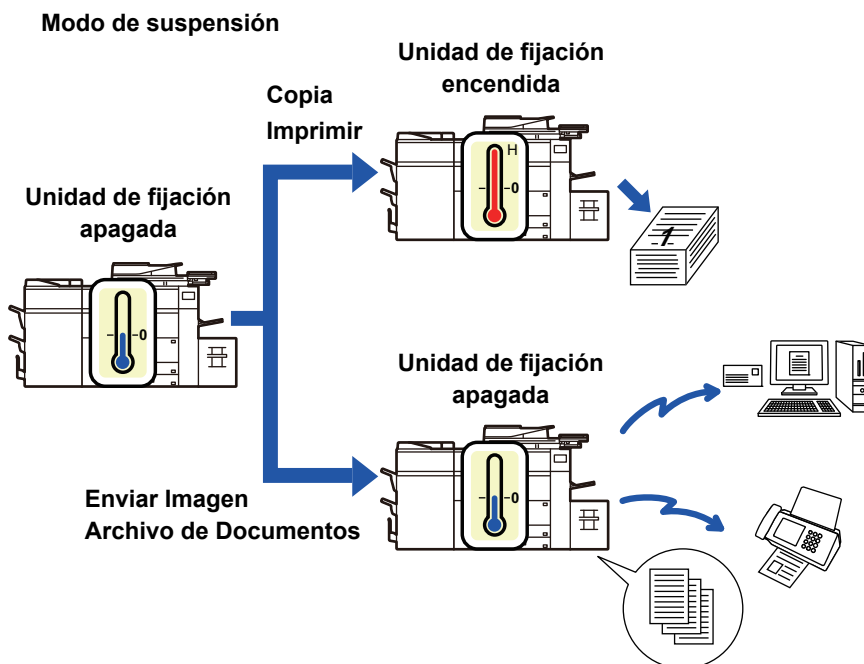 Modo de suspensión
Unidad de fijación
encendida
Copia
Imprimir
H
0
1
Unidad de fijación
apagada
0
Unidad de fijación
apagada
0
Enviar Imagen
Archivo de Documentos